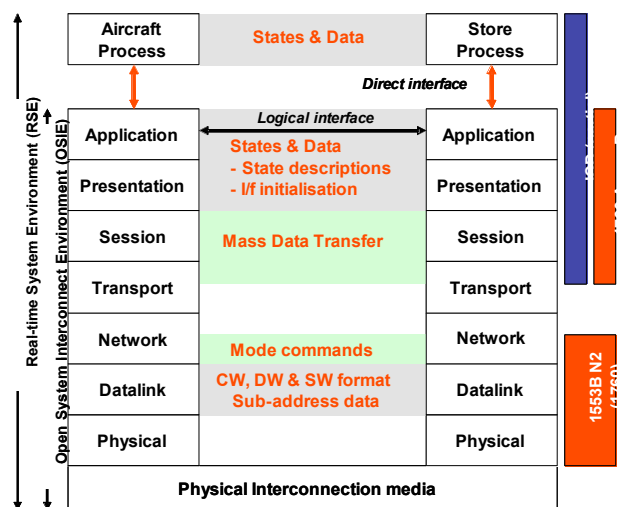 Aircraft
Process
States & Data
Store
Process
Direct interface
Logical interface
Application
States & Data
- State descriptions
- I/f initialisation
Application
Presentation
Presentation
Session
Mass Data Transfer
Session
Transport
Transport
Network
Mode commands
Network
Datalink
CW, DW & SW format
Sub-address data
Datalink
Physical
Physical
Physical Interconnection media
Real-time System Environment (RSE)
Open System Interconnect Environment (OSIE)
1553B N2
(1760)